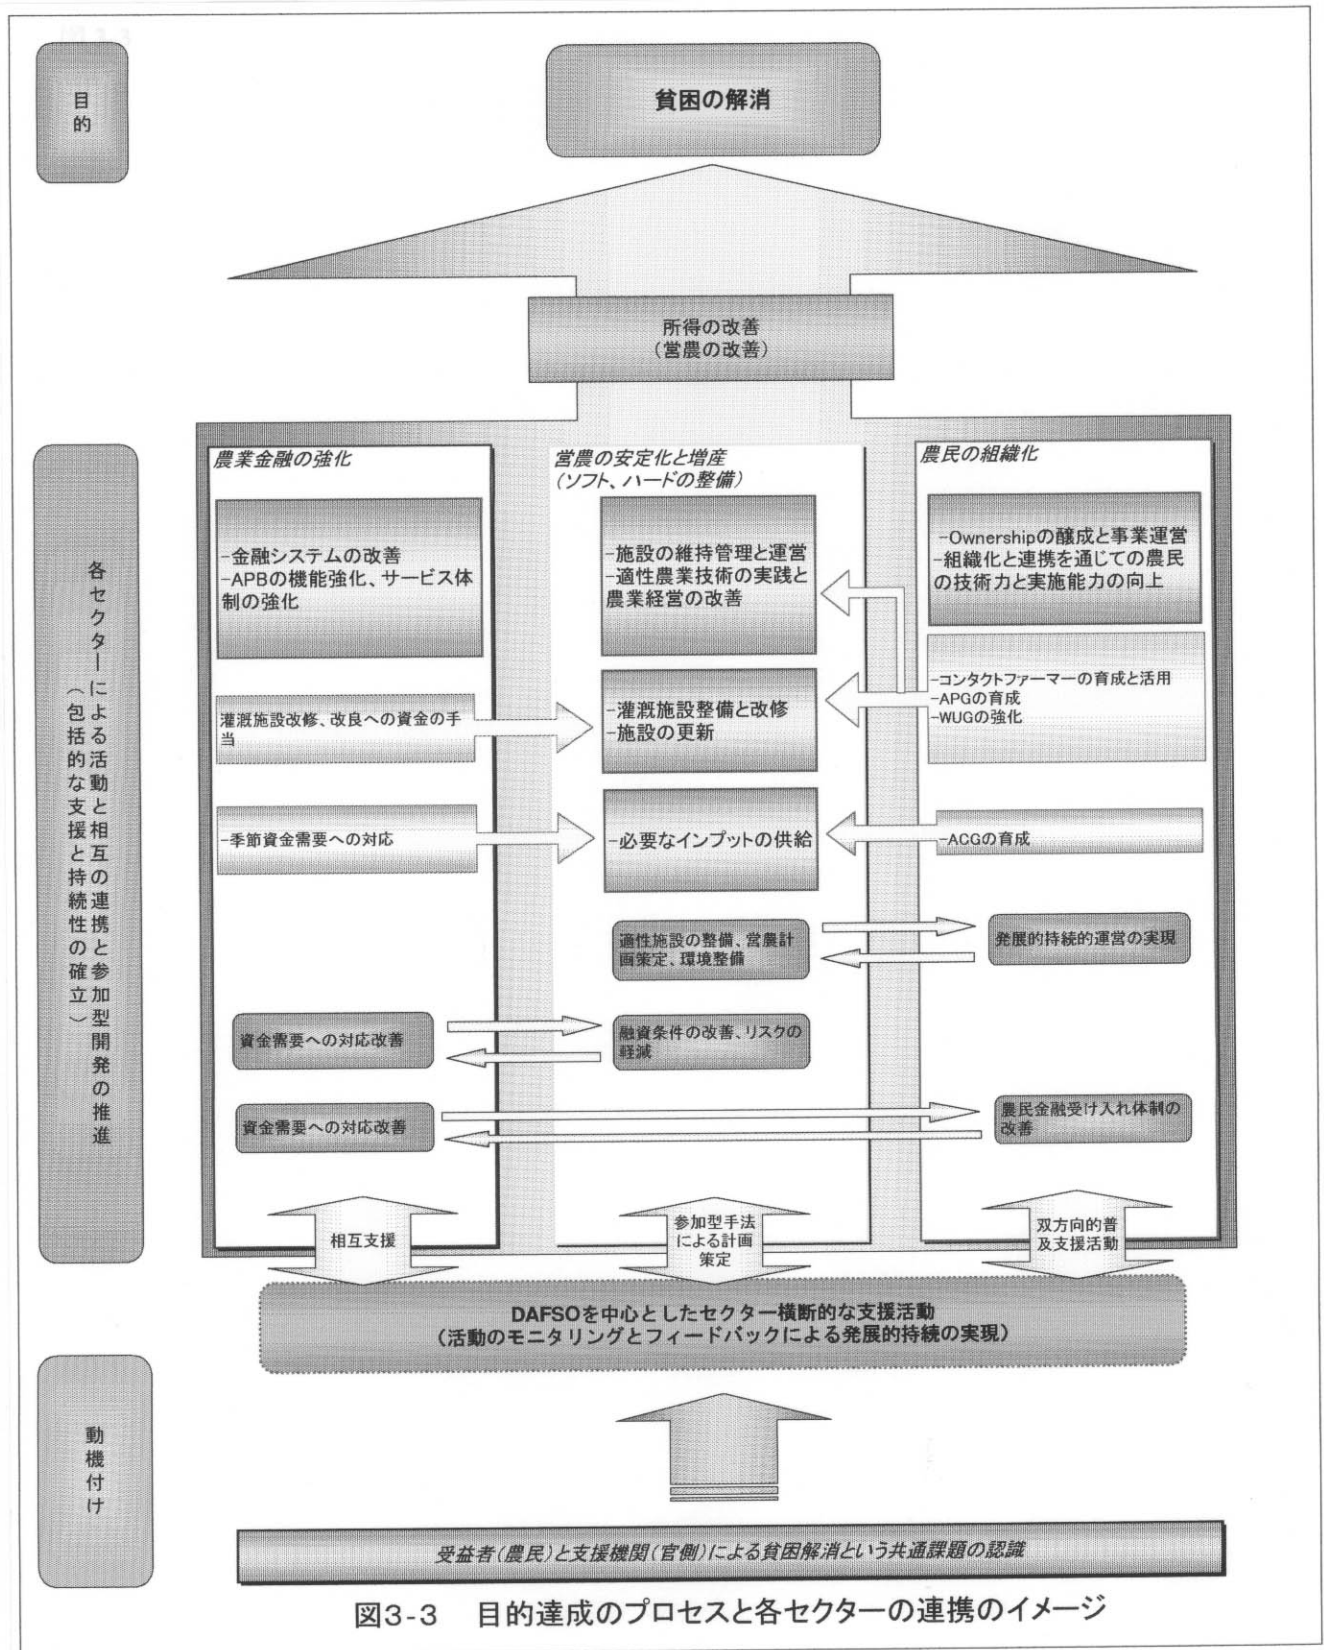 目的
貧困の解消
所得の改善
(営農の改善)
各セクターによる活動と相互の連携と参加型開発の推進
(包括的な支援と持続性の確立)
農業金融の強化
-金融システムの改善
-APBの機能強化、サービス体
制の強化
灌漑施設改修、改良への資金の手
当
-季節資金需要への対応
資金需要への対応改善
資金需要への対応改善
営農の安定化と増産
(ソフト、ハードの整備)
-施設の維持管理と運営
-適性農業技術の実践と
農業経営の改善
-灌漑施設整備と改修
-施設の更新
-必要なインプットの供給
適性施設の整備、営農計
画策定、環境整備
融資条件の改善、リスクの
軽減
農民の組織化
-Ownershipの醸成と事業運営
-組織化と連携を通じての農民
の技術力と実施能力の向上
-コンタクトファーマーの育成と活用
-APGの育成
-WUGの強化
-ACGの育成
発展的持続的運営の実現
農民金融受け入れ体制の
改善
相互支援
参加型手法
による計画
策定
双方向的普
及支援活動
DAFSOを中心としたセクター横断的な支援活動
(活動のモニタリングとフィードバックによる発展的持続の実現)
動機付け
受益者(農民)と支援機関(官側)による貧困解消という共通課題の認識
図3-3 目的達成のプロセスと各セクターの連携のイメージ